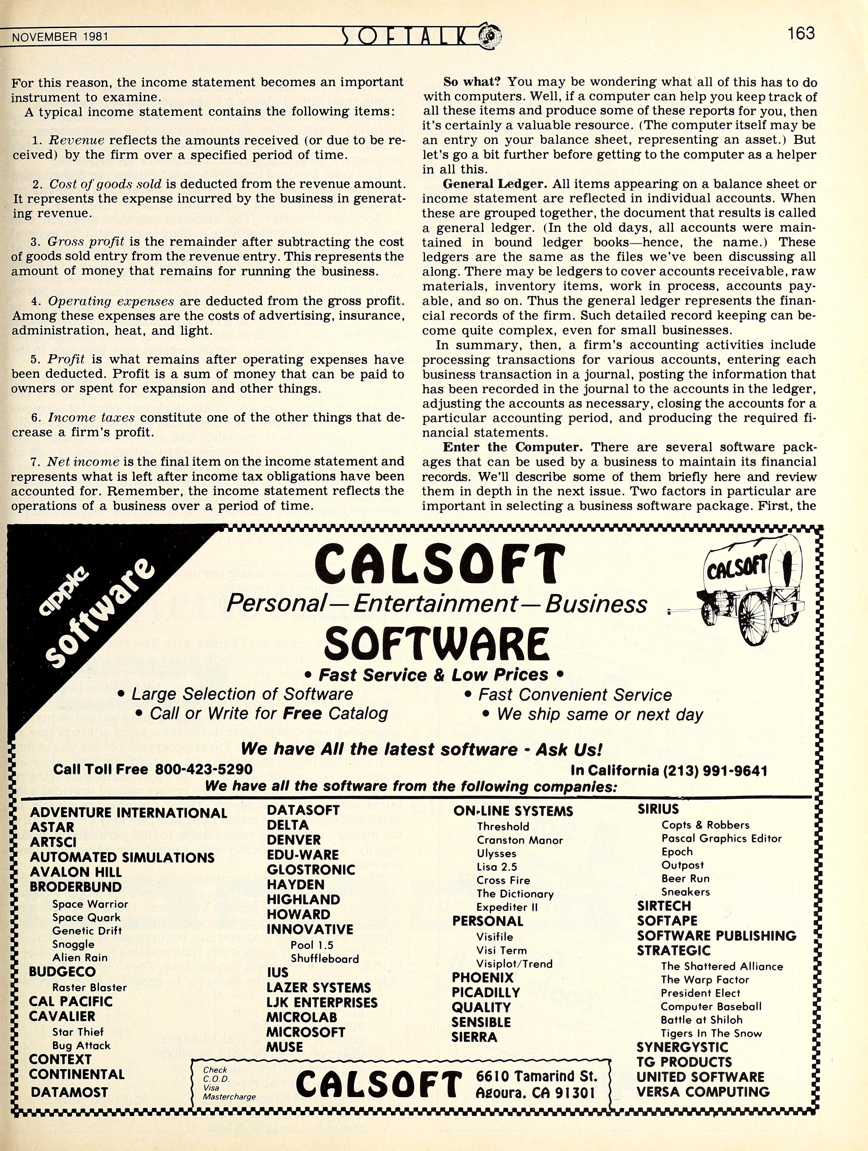 NOVEMBER 1981
SOFTALK
163
For this reason, the income statement becomes an important
instrument to examine.
A typical income statement contains the following items:
1. Revenue reflects the amounts received (or due to be re-
ceived) by the firm over a specified period of time.
2. Cost of goods sold is deducted from the revenue amount.
It represents the expense incurred by the business in generat-
ing revenue.
3. Gross profit is the remainder after subtracting the cost
of goods sold entry from the revenue entry. This represents the
amount of money that remains for running the business.
4. Operating expenses are deducted from the gross profit.
Among these expenses are the costs of advertising, insurance,
administration, heat, and light.
5. Profit is what remains after operating expenses have
been deducted. Profit is a sum of money that can be paid to
owners or spent for expansion and other things.
6. Income taxes constitute one of the other things that de-
crease a firm's profit.
7. Net income is the final item on the income statement and
represents what is left after income tax obligations have been
accounted for. Remember, the income statement reflects the
operations of a business over a period of time.
So what? You may be wondering what all of this has to do
with computers. Well, if a computer can help you keep track of
all these items and produce some of these reports for you, then
it's certainly a valuable resource. (The computer itself may be
an entry on your balance sheet, representing an asset.) But
let's go a bit further before getting to the computer as a helper
in all this.
General Ledger. All items appearing on a balance sheet or
income statement are reflected in individual accounts. When
these are grouped together, the document that results is called
a general ledger. (In the old days, all accounts were main-
tained in bound ledger books—hence, the name.) These
ledgers are the same as the files we've been discussing all
along. There may be ledgers to cover accounts receivable, raw
materials, inventory items, work in process, accounts pay-
able, and so on. Thus the general ledger represents the finan-
cial records of the firm. Such detailed record keeping can be-
come quite complex, even for small businesses.
In summary, then, a firm's accounting activities include
processing transactions for various accounts, entering each
business transaction in a journal, posting the information that
has been recorded in the journal to the accounts in the ledger,
adjusting the accounts as necessary, closing the accounts for a
particular accounting period, and producing the required fi-
nancial statements.
Enter the Computer. There are several software pack-
ages that can be used by a business to maintain its financial
records. We'll describe some of them briefly here and review
them in depth in the next issue. Two factors in particular are
important in selecting a business software package. First, the
apple
software
CALSOFT
CALSOFT
Personal—Entertainment—Business
SOFTWARE
• Fast Service & Low Prices •
• Large Selection of Software
• Fast Convenient Service
• Call or Write for Free Catalog
• We ship same or next day
We have All the latest software - Ask Us!
Call Toll Free 800-423-5290
In California (213) 991-9641
We have all the software from the following companies:
ADVENTURE INTERNATIONAL
ASTAR
ARTSCI
AUTOMATED SIMULATIONS
AVALON HILL
BRODERBUND
Space Warrior
Space Quark
Genetic Drift
Snoggle
Alien Rain
BUDGECO
Raster Blaster
CAL PACIFIC
CAVALIER
Star Thief
Bug Attack
CONTEXT
CONTINENTAL
DATAMOST
DATASOFT
DELTA
DENVER
EDU-WARE
GLOSTRONIC
HAYDEN
HIGHLAND
HOWARD
INNOVATIVE
Pool 1.5
Shuffleboard
IUS
LAZER SYSTEMS
LJK ENTERPRISES
MICROLAB
MICROSOFT
MUSE
ON-LINE SYSTEMS
Threshold
Cranston Manor
Ulysses
Lisa 2.5
Cross Fire
The Dictionary
Expediter II
PERSONAL
Visifile
Visi Term
Visiplot/Trend
PHOENIX
PICADILLY
QUALITY
SENSIBLE
SIERRA
SIRIUS
Copts & Robbers
Pascal Graphics Editor
Epoch
Outpost
Beer Run
Sneakers
SIRTECH
SOFTAPE
SOFTWARE PUBLISHING
STRATEGIC
The Shattered Alliance
The Warp Factor
President Elect
Computer Baseball
Battle at Shiloh
Tigers In The Snow
SYNERGYSTIC
TG PRODUCTS
UNITED SOFTWARE
VERSA COMPUTING
Check
C.O.D.
Visa
Mastercharge
CALSOFT
6610 Tamarind St.
Agoura, CA 91301